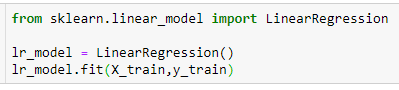 from sklearn.linear_model import LinearRegression
lr_model = LinearRegression()
lr_model.fit(X_train,y_train)